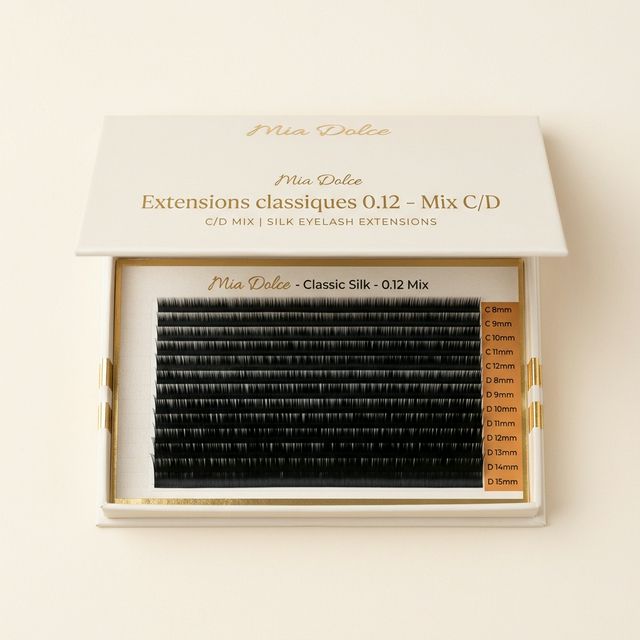 Mia Dolce
Mia Dolce
Extensions classiques 0.12 – Mix C/D
C/D MIX | SILK EYELASH EXTENSIONS
Mia Dolce - Classic Silk - 0.12 Mix
C 8mm
C 9mm
C 10mm
C 11mm
C 12mm
D 8mm
D 9mm
D 10mm
D 11mm
D 12mm
D 13mm
D 14mm
D 15mm